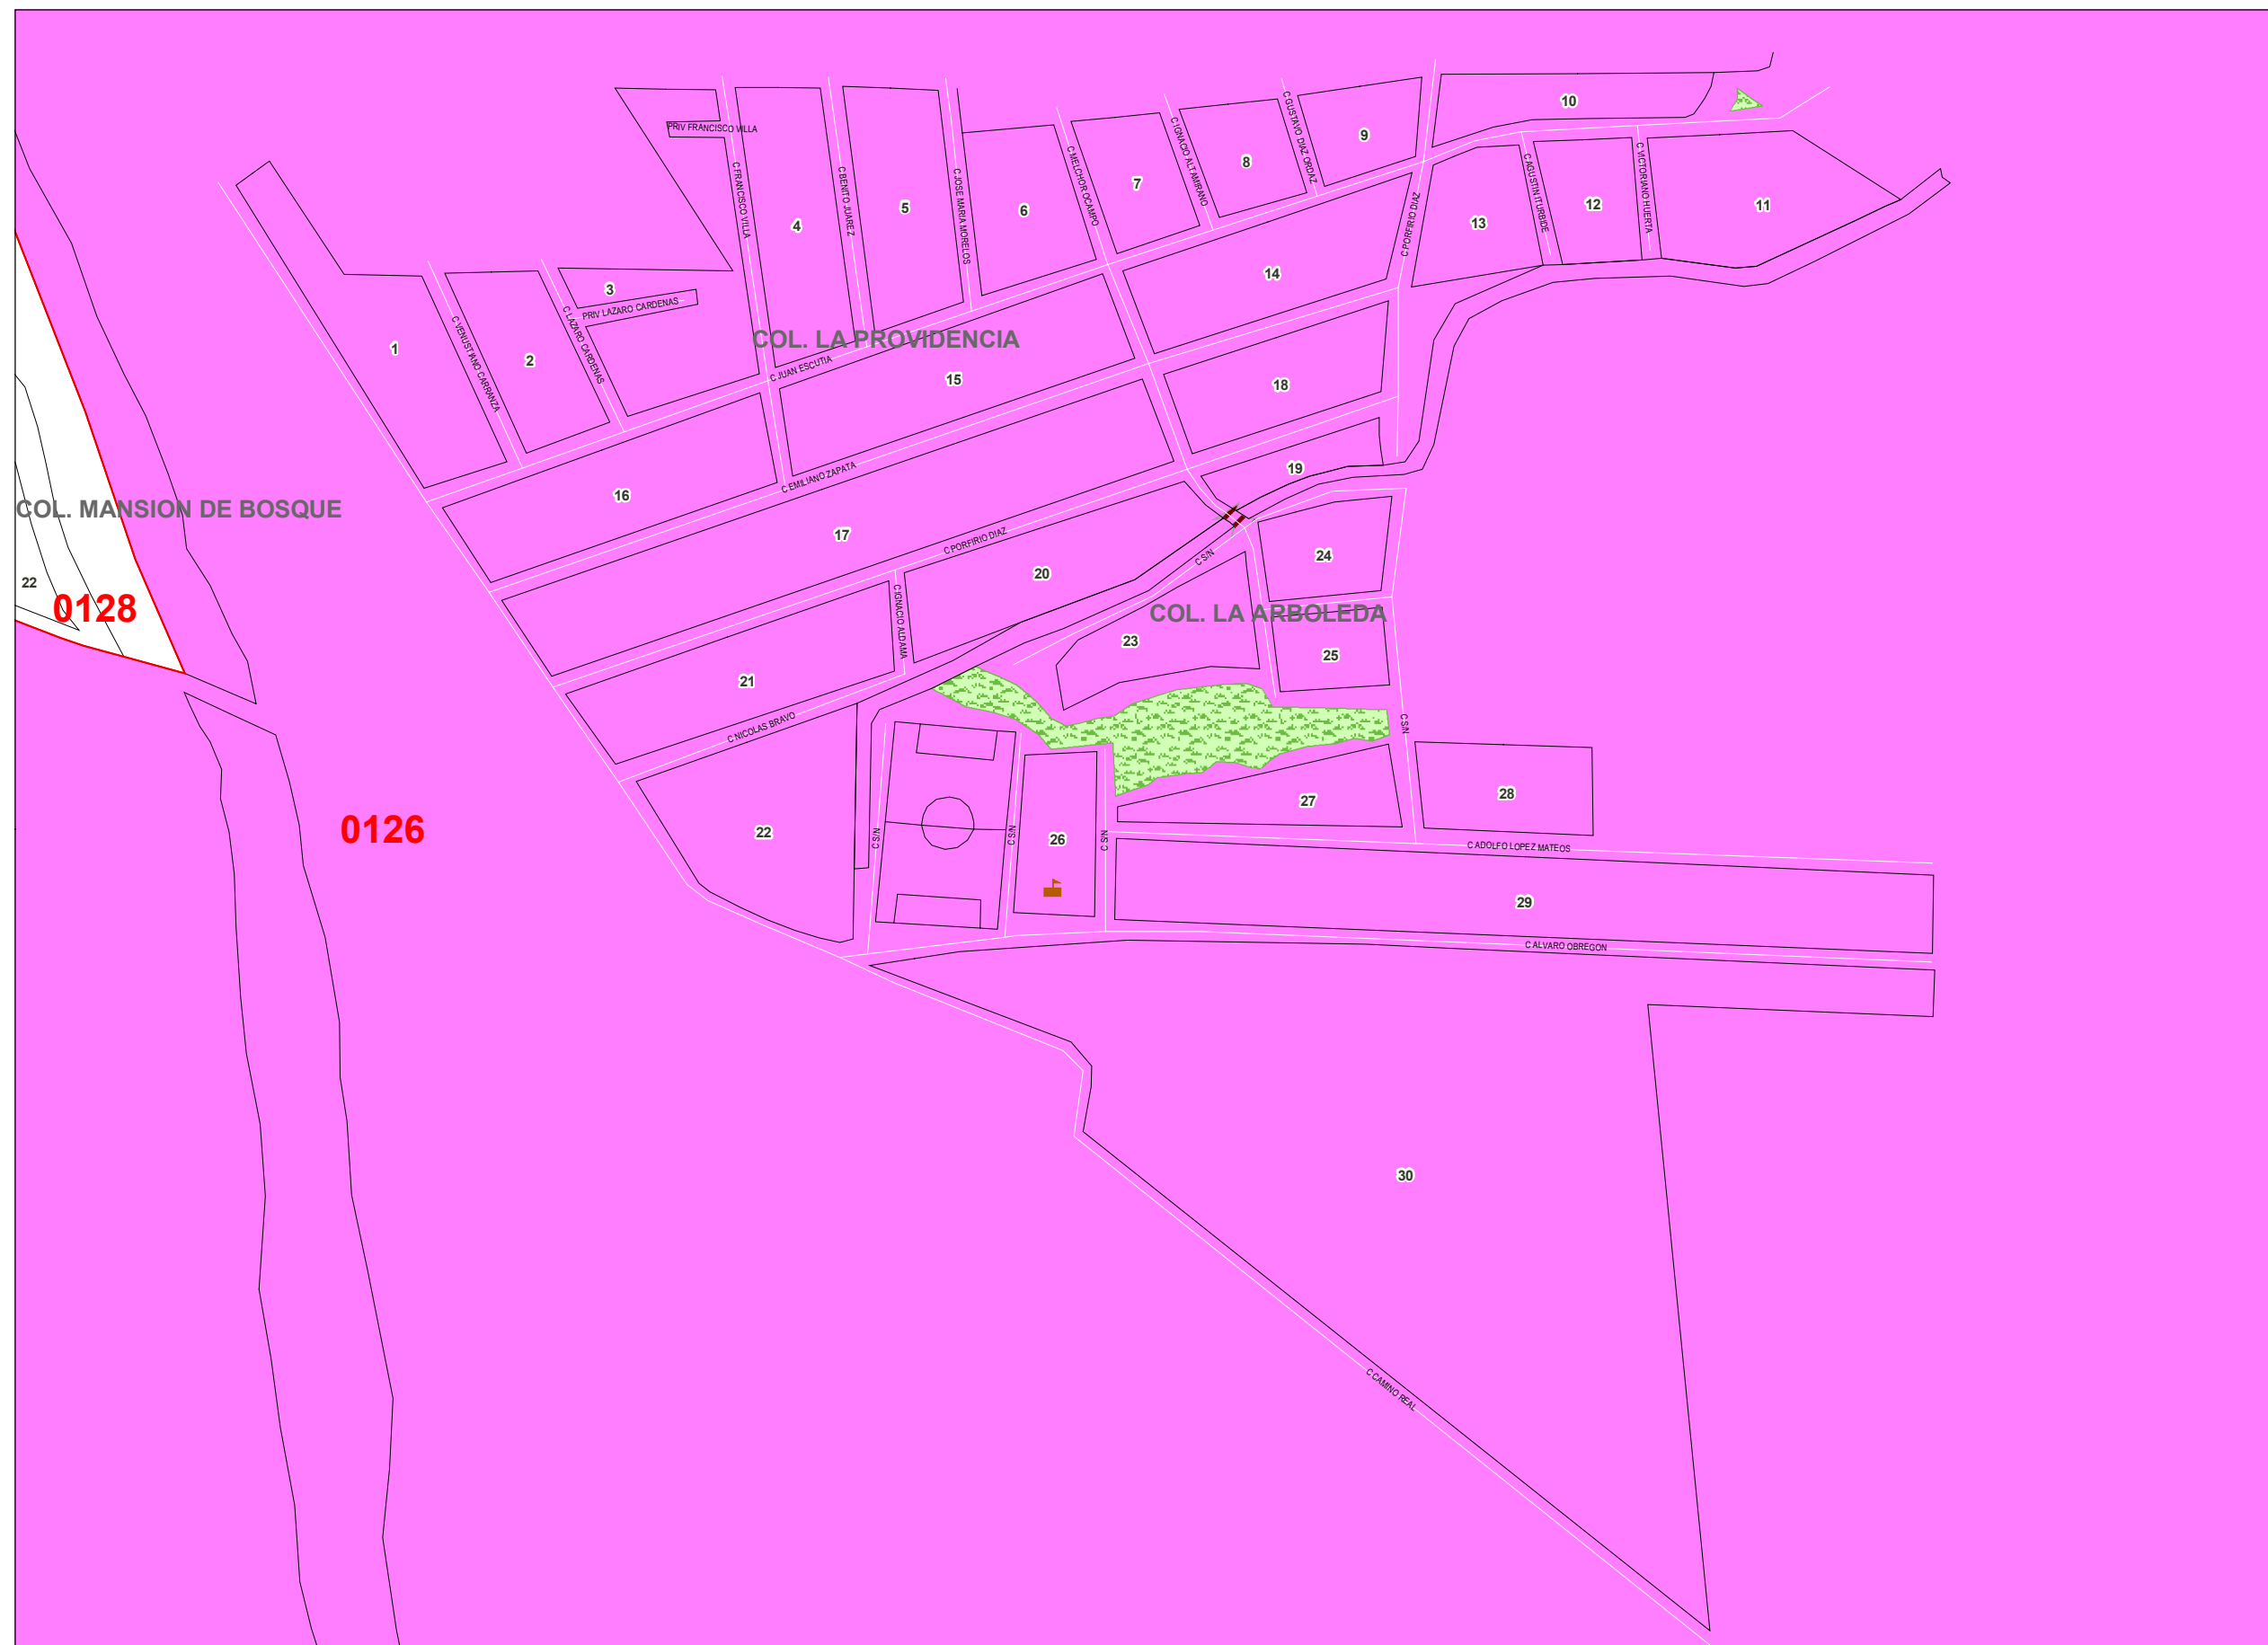 10
PRIV FRANCISCO VILLA
C GUSTAVO DIAZ ORDAZ
9
C FRANCISCO VILLA
C BENITO JUAREZ
C JOSE MARIA MORELOS
C MELCHOR OCAMPO
C IGNACIO ALTAMIRANO
8
7
C AGUSTIN ITURBIDE
C VICTORIANO HUERTA
4
5
6
C PORFIRIO DIAZ
13
12
11
3
PRIV LAZARO CARDENAS
14
1
C VENUSTIANO CARRANZA
2
C LAZARO CARDENAS
COL. LA PROVIDENCIA
C JUAN ESCUTIA
15
18
16
C EMILIANO ZAPATA
19
COL. MANSION DE BOSQUE
17
C PORFIRIO DIAZ
C S/N
24
22
0128
20
C IGNACIO ALDAMA
COL. LA ARBOLEDA
23
25
21
C NICOLAS BRAVO
C S/N
0126
22
C S/N
C S/N
26
C S/N
27
28
C ADOLFO LOPEZ MATEOS
29
C ALVARO OBREGON
30
C CAMINO REAL